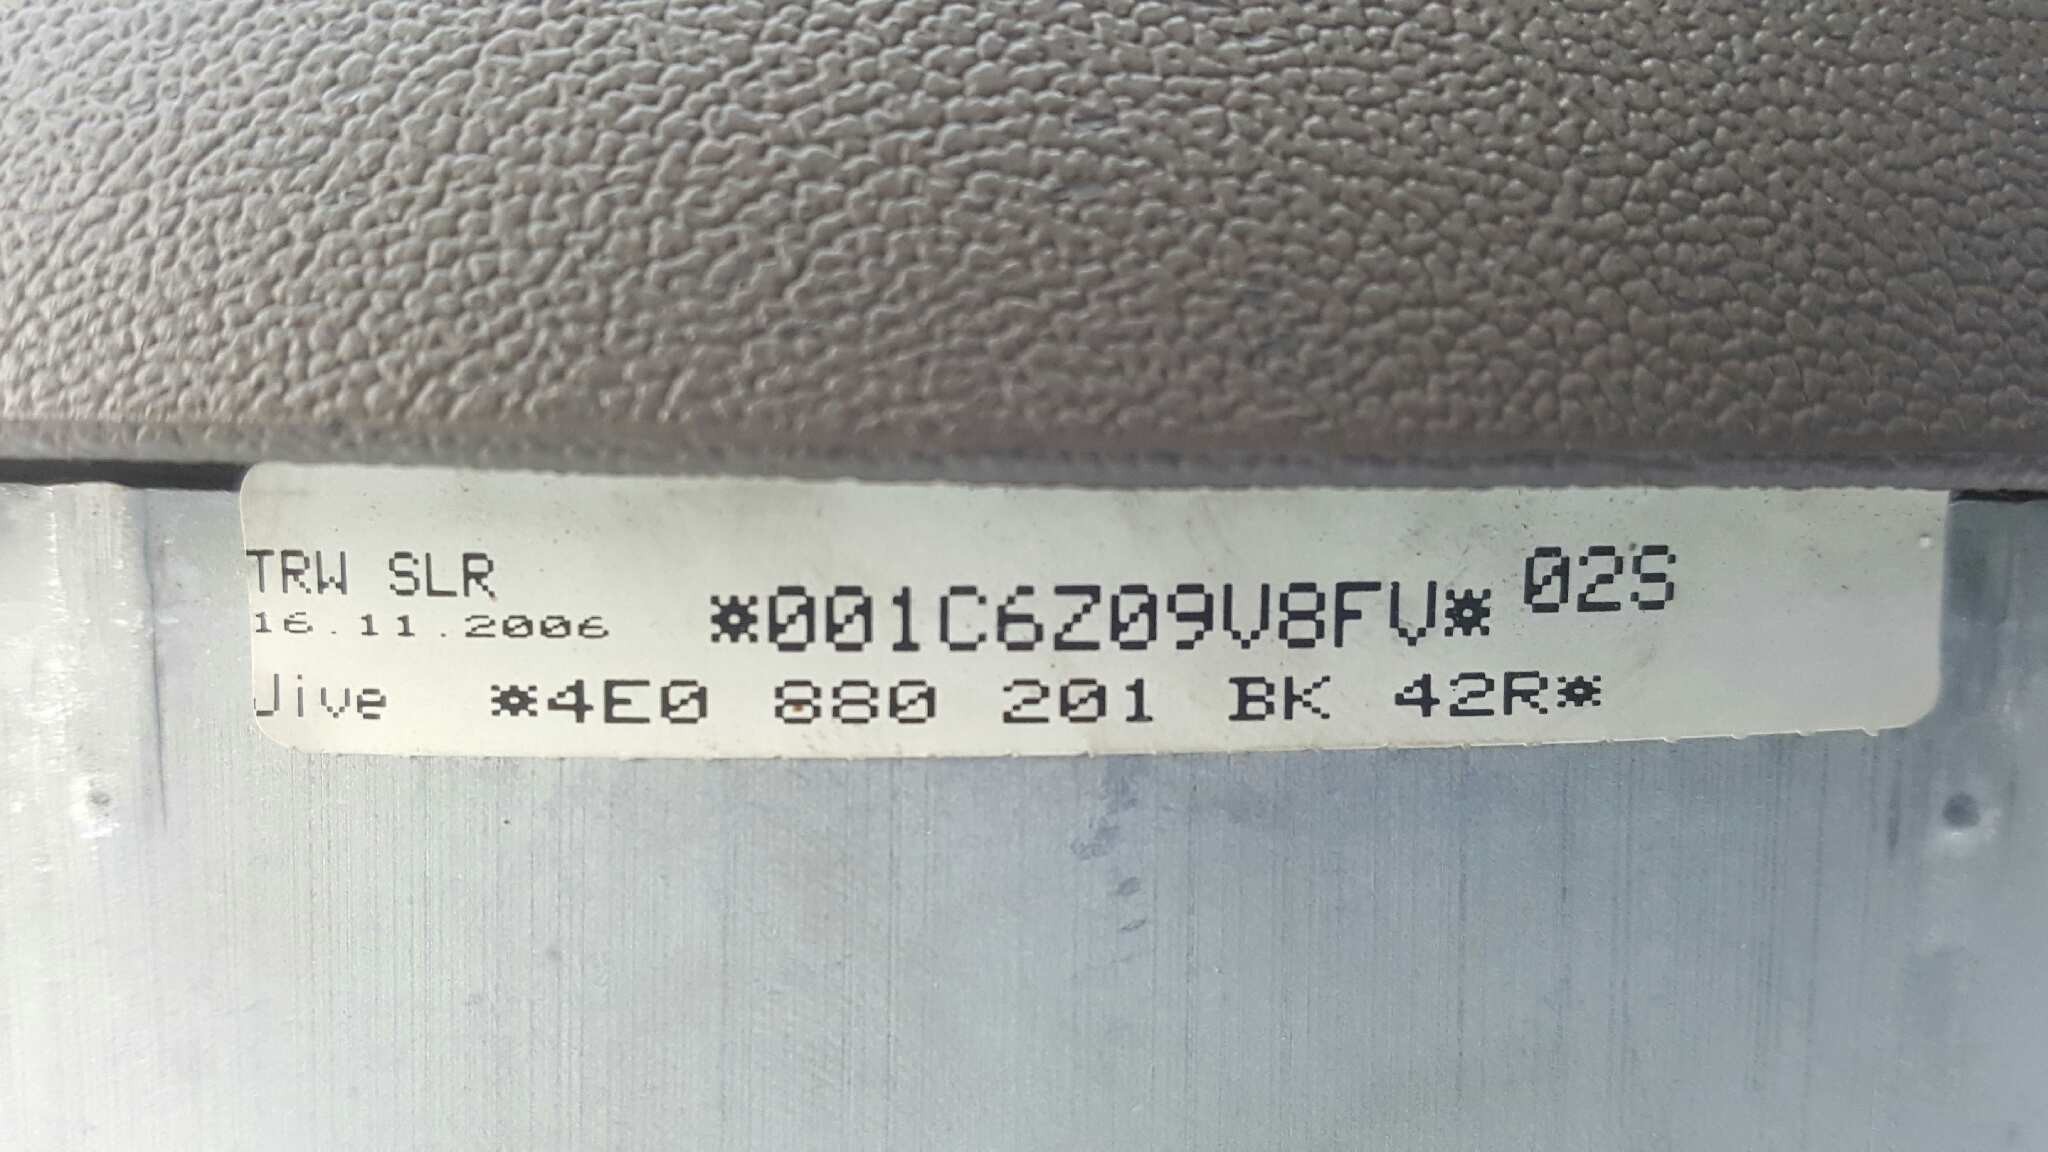 TRW SLR
16.11.2006
*001C6Z09V8FV* 02S
Jive *4E0 880 201 BK 42R*